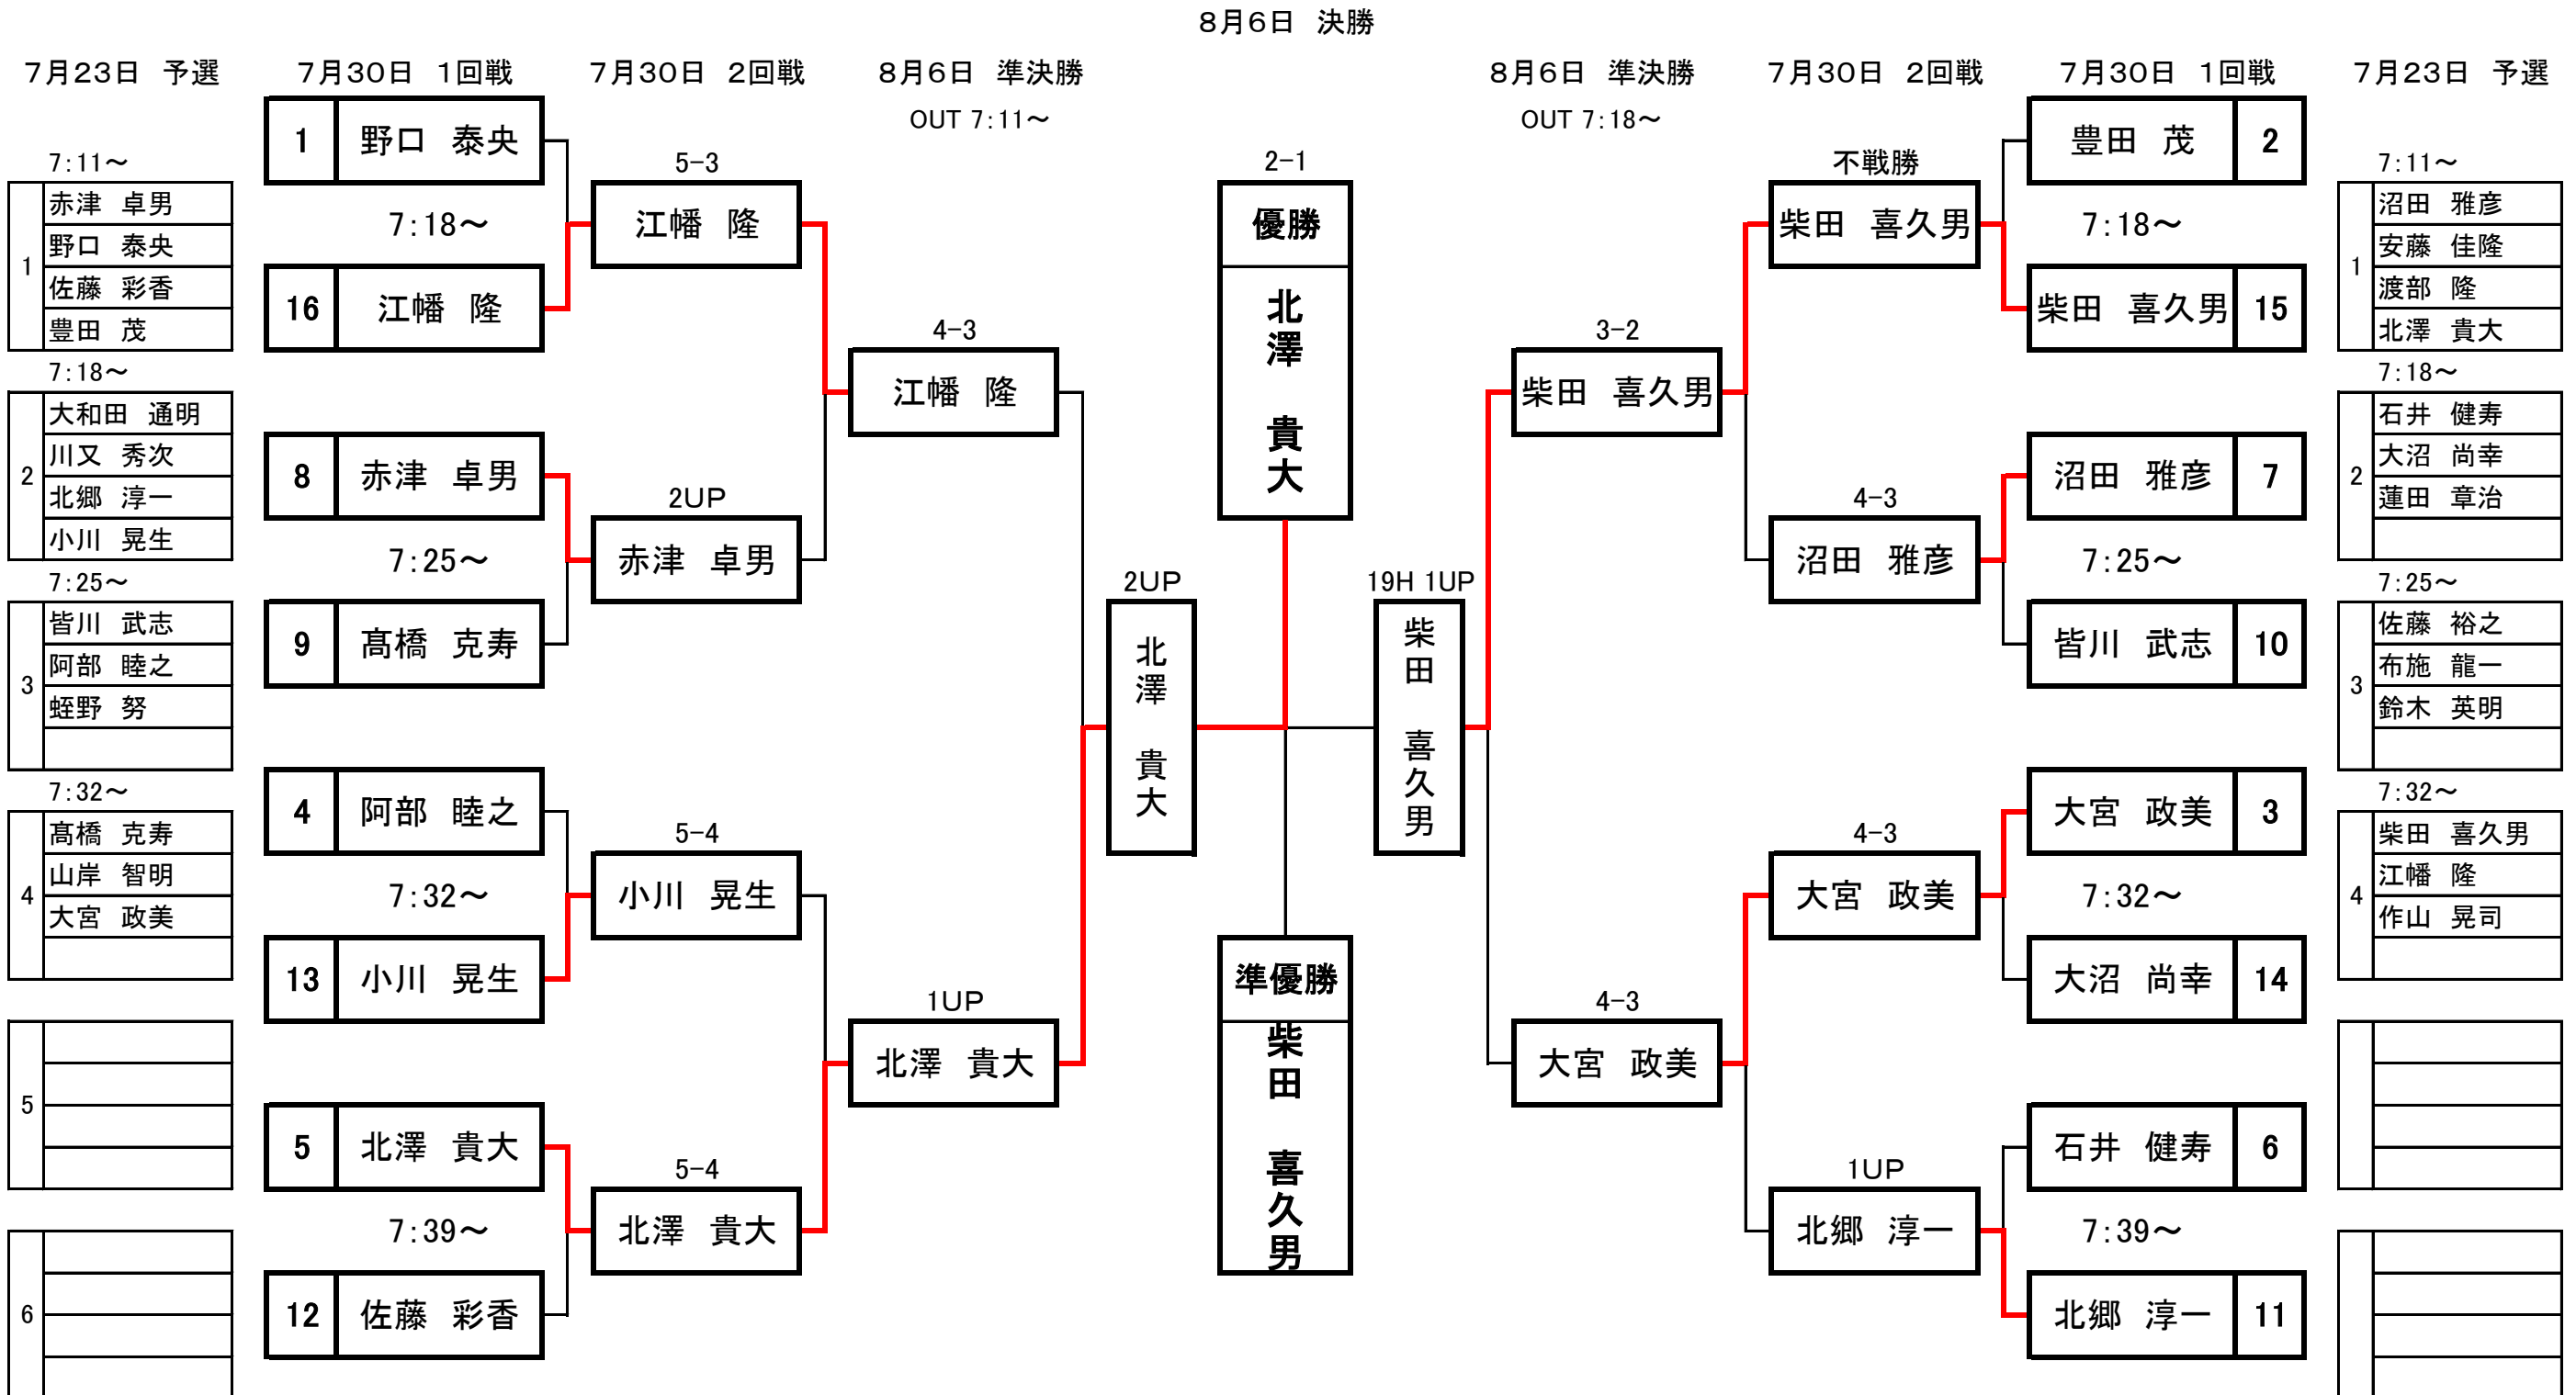 8月6日 決勝
7月23日 予選
7月30日 1回戦
7月30日 2回戦
8月6日 準決勝
8月6日 準決勝
7月30日 2回戦
7月30日 1回戦
7月23日 予選
OUT 7:11～
OUT 7:18～
7:11～
1
赤津 卓男
野口 泰央
佐藤 彩香
豊田 茂
7:18～
2
大和田 通明
川又 秀次
北郷 淳一
小川 晃生
7:25～
3
皆川 武志
阿部 睦之
蛭野 努
7:32～
4
髙橋 克寿
山岸 智明
大宮 政美
5
6
1 野口 泰央
7:18～
16 江幡 隆
8 赤津 卓男
7:25～
9 髙橋 克寿
4 阿部 睦之
7:32～
13 小川 晃生
5 北澤 貴大
7:39～
12 佐藤 彩香
5-3
江幡 隆
2UP
赤津 卓男
5-4
小川 晃生
5-4
北澤 貴大
4-3
江幡 隆
1UP
北澤 貴大
2UP
北澤 貴大
2-1
優勝
北澤 貴大
準優勝
柴田 喜久男
19H 1UP
柴田 喜久男
3-2
柴田 喜久男
4-3
大宮 政美
不戦勝
柴田 喜久男
4-3
沼田 雅彦
4-3
大宮 政美
1UP
北郷 淳一
豊田 茂 2
7:18～
柴田 喜久男 15
沼田 雅彦 7
7:25～
皆川 武志 10
大宮 政美 3
7:32～
大沼 尚幸 14
石井 健寿 6
7:39～
北郷 淳一 11
7:11～
1
沼田 雅彦
安藤 佳隆
渡部 隆
北澤 貴大
7:18～
2
石井 健寿
大沼 尚幸
蓮田 章治
7:25～
3
佐藤 裕之
布施 龍一
鈴木 英明
7:32～
4
柴田 喜久男
江幡 隆
作山 晃司